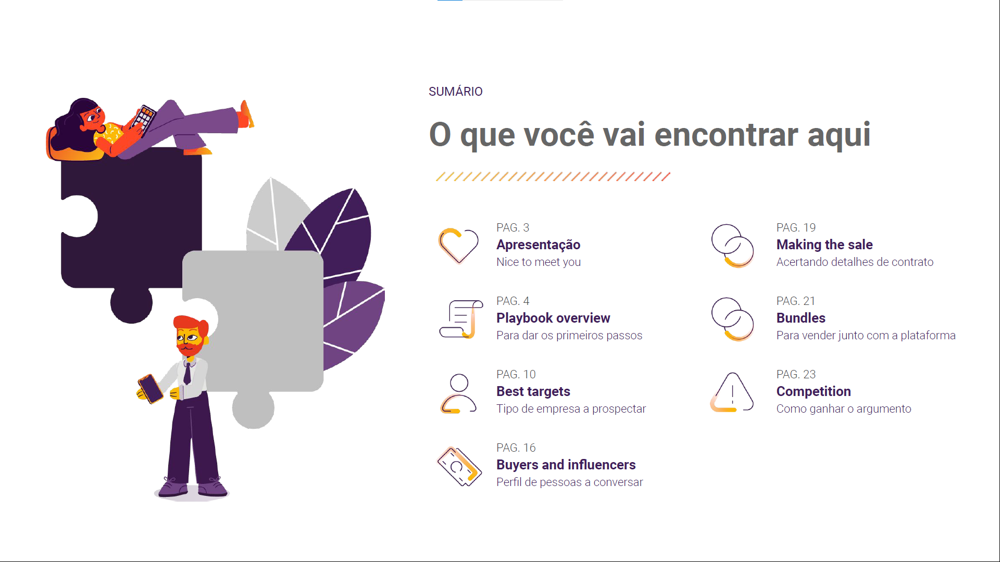 SUMÁRIO
O que você vai encontrar aqui
PAG. 3
Apresentação
Nice to meet you
PAG. 4
Playbook overview
Para dar os primeiros passos
PAG. 10
Best targets
Tipo de empresa a prospectar
PAG. 16
Buyers and influencers
Perfil de pessoas a conversar
PAG. 19
Making the sale
Acertando detalhes de contrato
PAG. 21
Bundles
Para vender junto com a plataforma
PAG. 23
Competition
Como ganhar o argumento